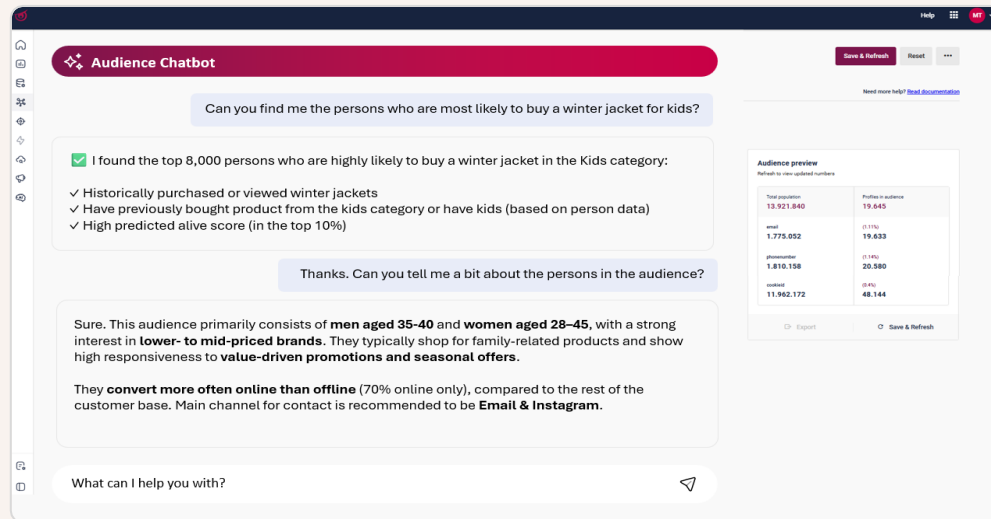 Help
MT
Audience Chatbot
Save & Refresh
Reset
Need more help? Read documentation
Can you find me the persons who are most likely to buy a winter jacket for kids?
✅ I found the top 8,000 persons who are highly likely to buy a winter jacket in the Kids category:
✓ Historically purchased or viewed winter jackets
✓ Have previously bought product from the kids category or have kids (based on person data)
✓ High predicted alive score (in the top 10%)
Thanks. Can you tell me a bit about the persons in the audience?
Sure. This audience primarily consists of men aged 35-40 and women aged 28–45, with a strong
interest in lower- to mid-priced brands. They typically shop for family-related products and show
high responsiveness to value-driven promotions and seasonal offers.
They convert more often online than offline (70% online only), compared to the rest of the
customer base. Main channel for contact is recommended to be Email & Instagram.
What can I help you with?
Audience preview
Refresh to view updated numbers
Total population
13.921.840
Profiles in audience
19.645
email
1.775.052
(1.11%)
19.633
phonenumber
1.810.158
(1.14%)
20.580
cookieid
11.962.172
(0.4%)
48.144
Export
Save & Refresh